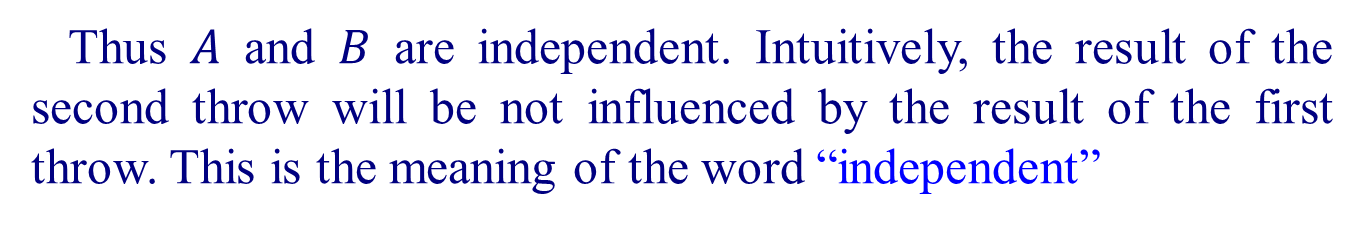 Thus A and B are independent. Intuitively, the result of the
second throw will be not influenced by the result of the first
throw. This is the meaning of the word “independent”